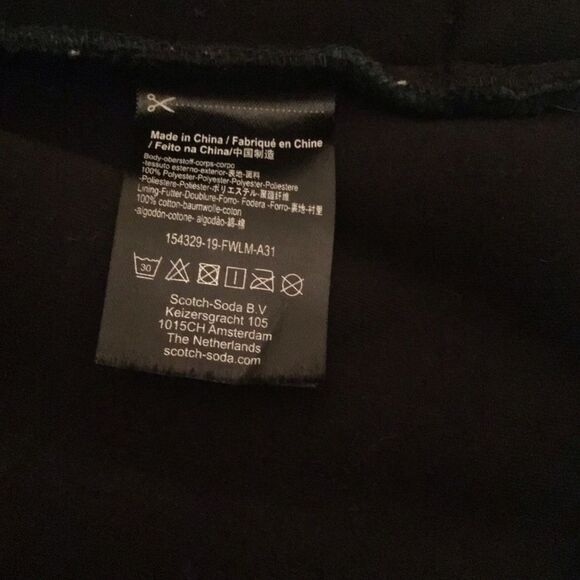 Made in China / Fabriqué en Chine
/ Feito na China/中国制造
Body-oberstoff-corps-corpo
-tessuto esterno-exterior-表地-面料
100% Polyester-Polyester-Polyester-Poliestere
-Poliestere-Poliester-ポリエステル-聚酯纤维
Lining-Futter-Doublure-Forro- Fodera -Forro-裏地-衬里
100% cotton-baumwolle-coton
-algodón-cotone- algodão-綿-棉
154329-19-FWLM-A31
30
Scotch-Soda B.V
Keizersgracht 105
1015CH Amsterdam
The Netherlands
scotch-soda.com